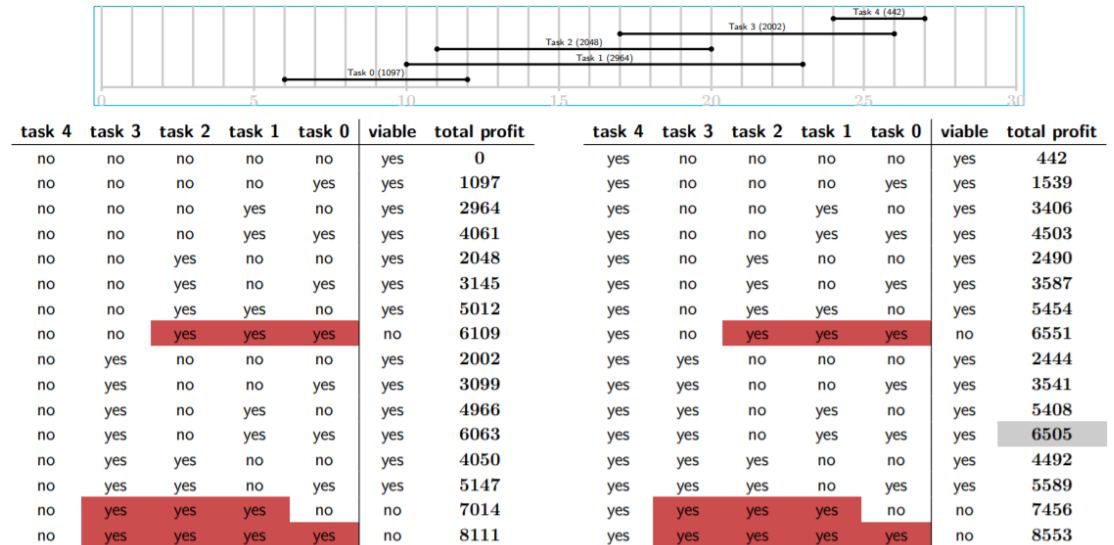 Task 4 (442)
Task 3 (2002)
Task 2 (2048)
Task 1 (2964)
Task 0 (1097)
0 5 10 15 20 25 30
task 4 task 3 task 2 task 1 task 0 viable total profit
no no no no no yes 0
no no no no yes yes 1097
no no no yes no yes 2964
no no no yes yes yes 4061
no no yes no no yes 2048
no no yes no yes yes 3145
no no yes yes no yes 5012
no no yes yes yes no 6109
no yes no no no yes 2002
no yes no no yes yes 3099
no yes no yes no yes 4966
no yes no yes yes yes 6063
no yes yes no no yes 4050
no yes yes no yes yes 5147
no yes yes yes no no 7014
no yes yes yes yes no 8111
task 4 task 3 task 2 task 1 task 0 viable total profit
yes no no no no yes 442
yes no no no yes yes 1539
yes no no yes no yes 3406
yes no no yes yes yes 4503
yes no yes no no yes 2490
yes no yes no yes yes 3587
yes no yes yes no yes 5454
yes no yes yes yes no 6551
yes yes no no no yes 2444
yes yes no no yes yes 3541
yes yes no yes no yes 5408
yes yes no yes yes yes 6505
yes yes yes no no yes 4492
yes yes yes no yes yes 5589
yes yes yes yes no no 7456
yes yes yes yes yes no 8553